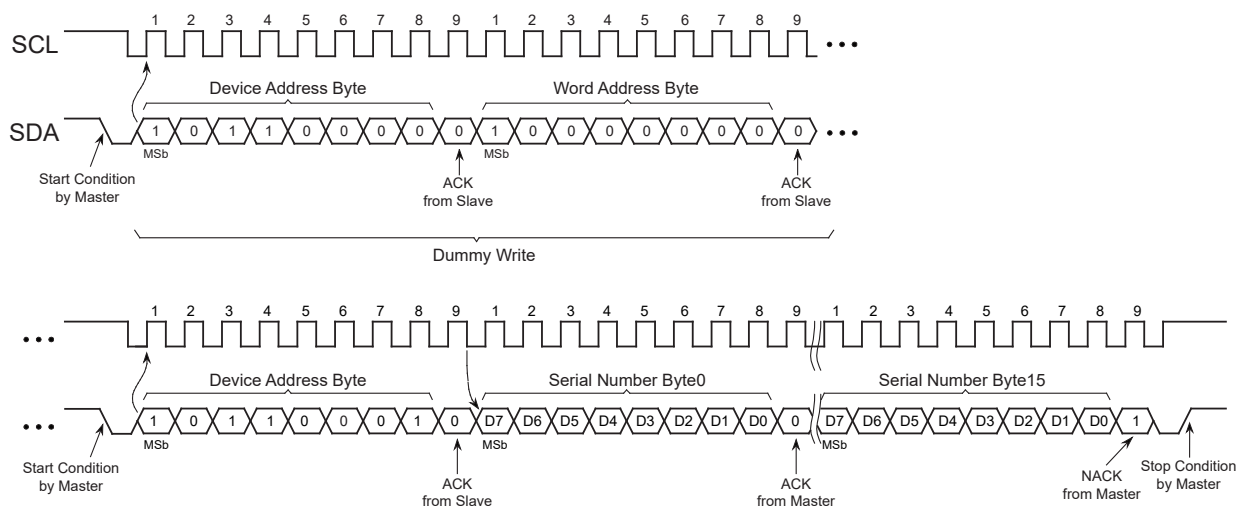 1 2 3 4 5 6 7 8 9 1 2 3 4 5 6 7 8 9
SCL
Device Address Byte Word Address Byte
SDA 1 0 1 1 0 0 0 0 0 1 0 0 0 0 0 0 0 0
MSb MSb
Start Condition
by Master
ACK
from Slave
ACK
from Slave
Dummy Write
1 2 3 4 5 6 7 8 9 1 2 3 4 5 6 7 8 9 1 2 3 4 5 6 7 8 9
Device Address Byte Serial Number Byte0 Serial Number Byte15
1 0 1 1 0 0 0 1 0 D7 D6 D5 D4 D3 D2 D1 D0 0 D7 D6 D5 D4 D3 D2 D1 D0 1
MSb MSb MSb
Start Condition
by Master
ACK
from Slave
ACK
from Master
NACK
from Master
Stop Condition
by Master